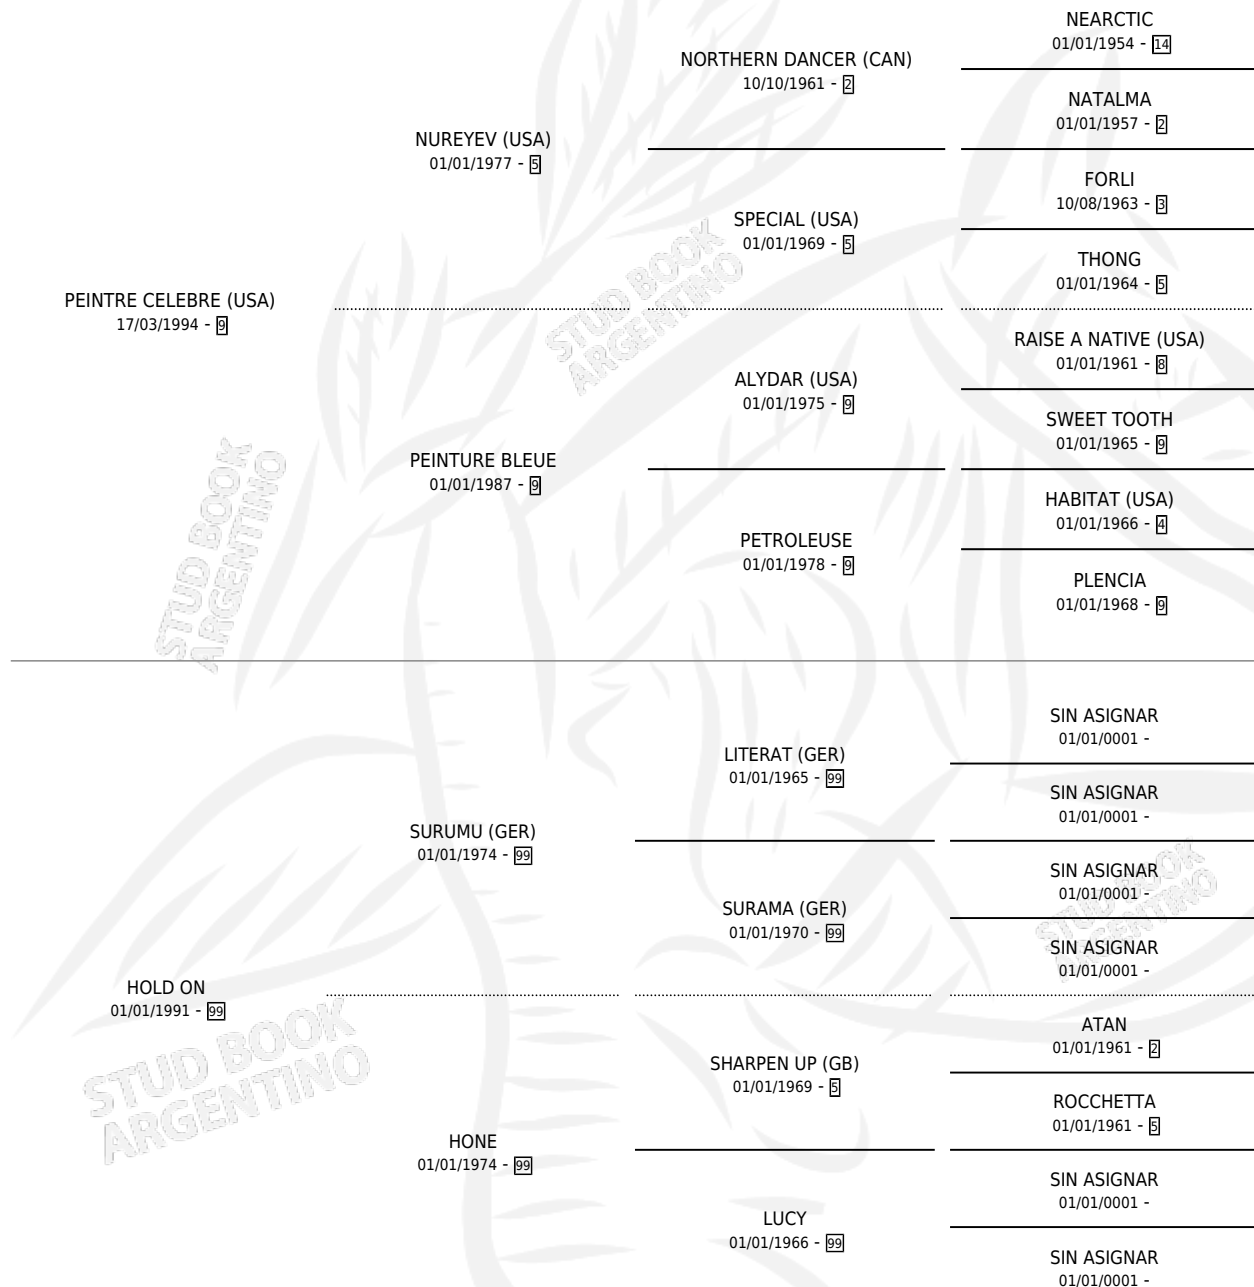 NEARCTIC
01/01/1954 - 14
NORTHERN DANCER (CAN)
10/10/1961 - 2
NATALMA
01/01/1957 - 2
NUREYEV (USA)
01/01/1977 - 5
FORLI
10/08/1963 - 3
SPECIAL (USA)
01/01/1969 - 5
THONG
01/01/1964 - 5
PEINTRE CELEBRE (USA)
17/03/1994 - 9
RAISE A NATIVE (USA)
01/01/1961 - 8
ALYDAR (USA)
01/01/1975 - 9
SWEET TOOTH
01/01/1965 - 9
PEINTURE BLEUE
01/01/1987 - 9
HABITAT (USA)
01/01/1966 - 4
PETROLEUSE
01/01/1978 - 9
PLENCIA
01/01/1968 - 9
SIN ASIGNAR
01/01/0001 -
LITERAT (GER)
01/01/1965 - 99
SIN ASIGNAR
01/01/0001 -
SURUMU (GER)
01/01/1974 - 99
SIN ASIGNAR
01/01/0001 -
SURAMA (GER)
01/01/1970 - 99
SIN ASIGNAR
01/01/0001 -
HOLD ON
01/01/1991 - 99
ATAN
01/01/1961 - 2
SHARPEN UP (GB)
01/01/1969 - 5
ROCCHETTA
01/01/1961 - 5
HONE
01/01/1974 - 99
SIN ASIGNAR
01/01/0001 -
LUCY
01/01/1966 - 99
SIN ASIGNAR
01/01/0001 -
STUD BOOK
ARGENTINO
STUD BOOK
ARGENTINO
STUD BOOK
ARGENTINO
STUD BOOK
ARGENTINO